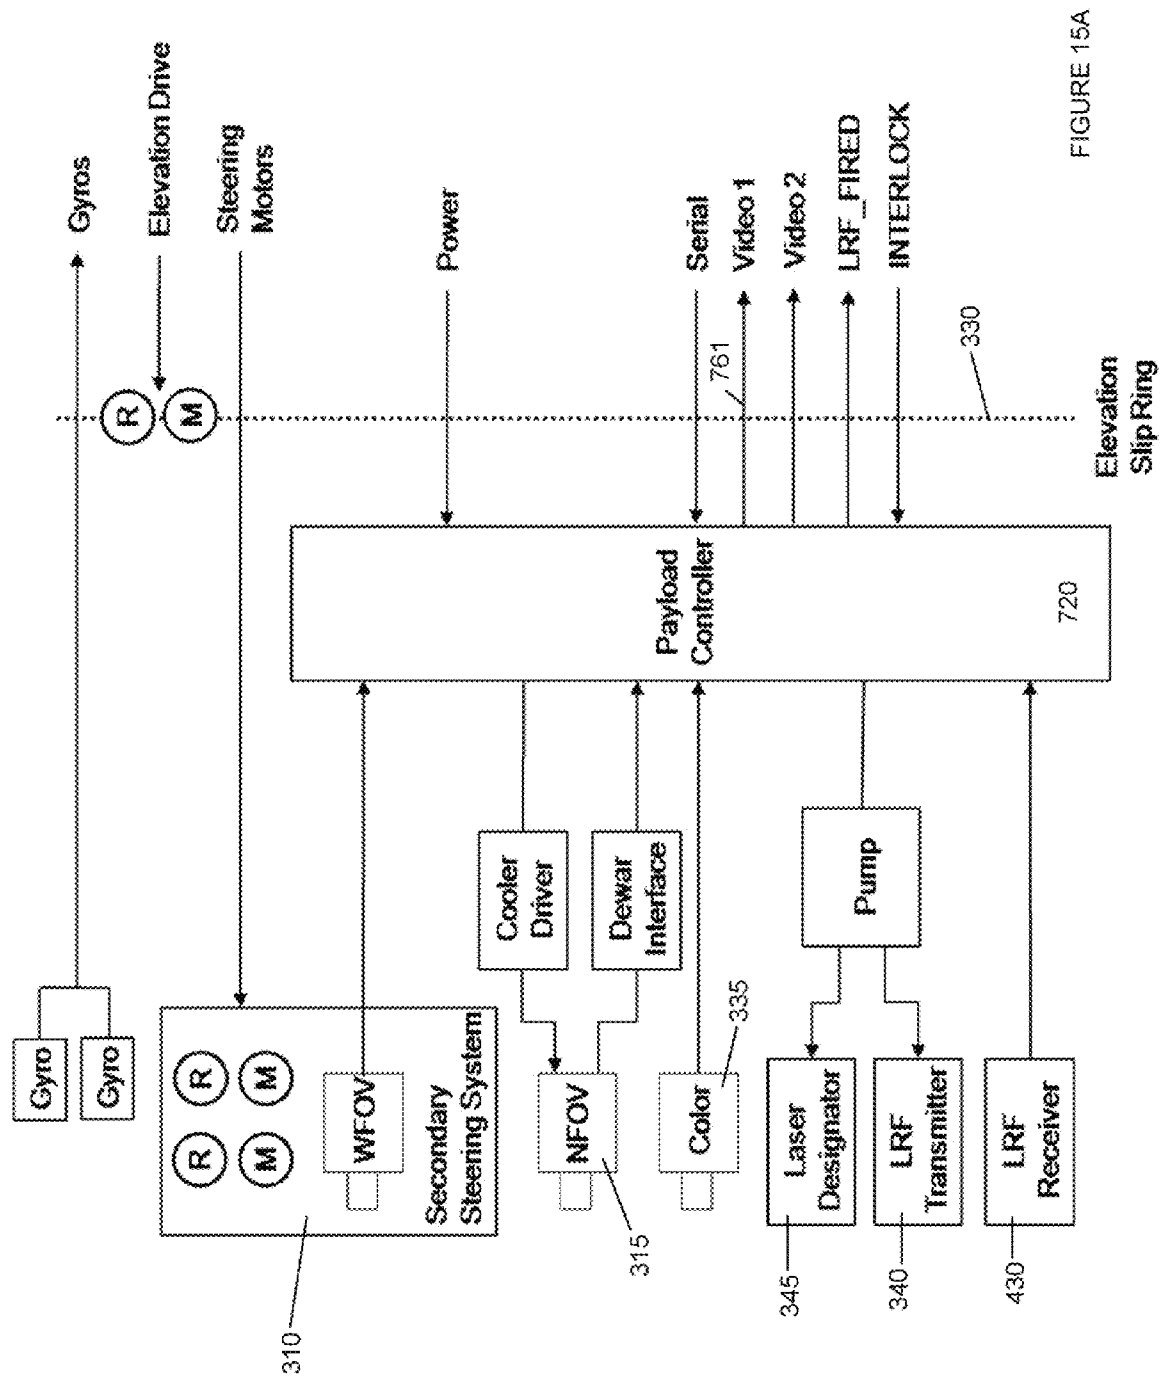 Gyro
Gyro
Gyros
R
M
Elevation Drive
Steering
Motors
R
R
M
M
WFOV
Secondary
Steering System
310
Power
Cooler
Driver
NFOV
315
Dewar
Interface
Color
335
Payload
Controller
720
Serial
Video 1
761
Video 2
LRF_FIRED
INTERLOCK
330
Elevation
Slip Ring
Pump
Laser
Designator
345
LRF
Transmitter
340
LRF
Receiver
430
FIGURE 15A